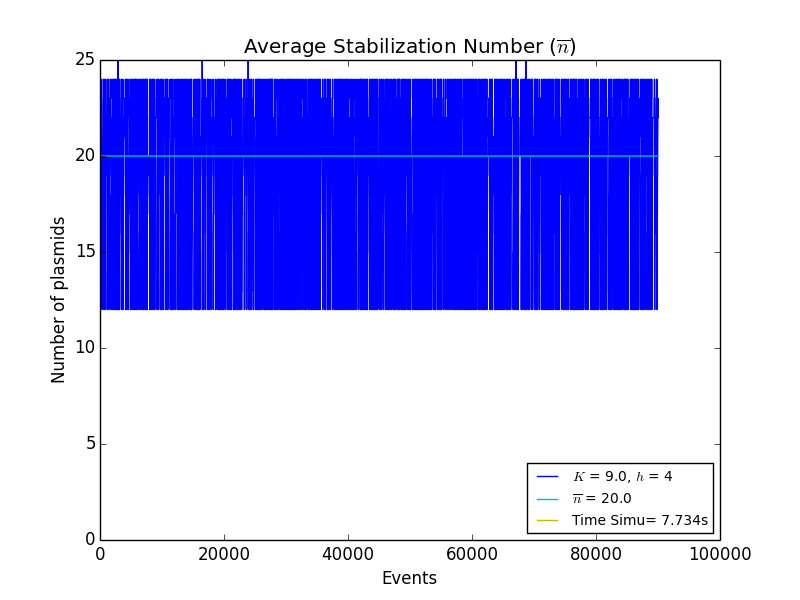 Average Stabilization Number (n̅)
25
20
15
10
5
0
Number of plasmids
K = 9.0, h = 4
n̅ = 20.0
Time Simu= 7.734s
0 20000 40000 60000 80000 100000
Events